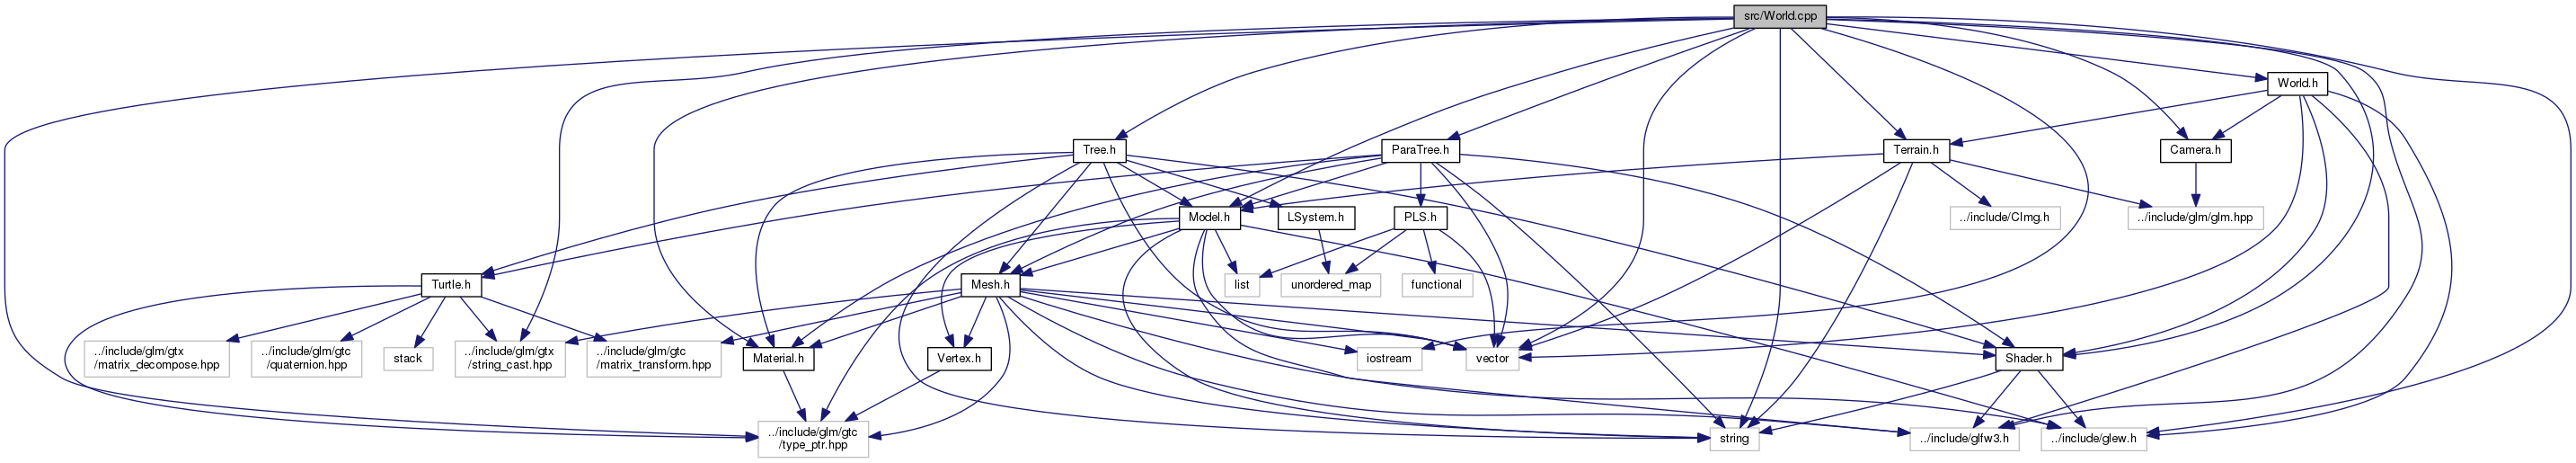 src/World.cpp
World.h
Tree.h
ParaTree.h
Terrain.h
Camera.h
Model.h
LSystem.h
PLS.h
../include/CImg.h
../include/glm/glm.hpp
Turtle.h
Mesh.h
list
unordered_map
functional
../include/glm/gtx
/matrix_decompose.hpp
../include/glm/gtc
/quaternion.hpp
stack
../include/glm/gtx
/string_cast.hpp
../include/glm/gtc
/matrix_transform.hpp
Material.h
Vertex.h
iostream
vector
Shader.h
../include/glm/gtc
/type_ptr.hpp
string
../include/glfw3.h
../include/glew.h